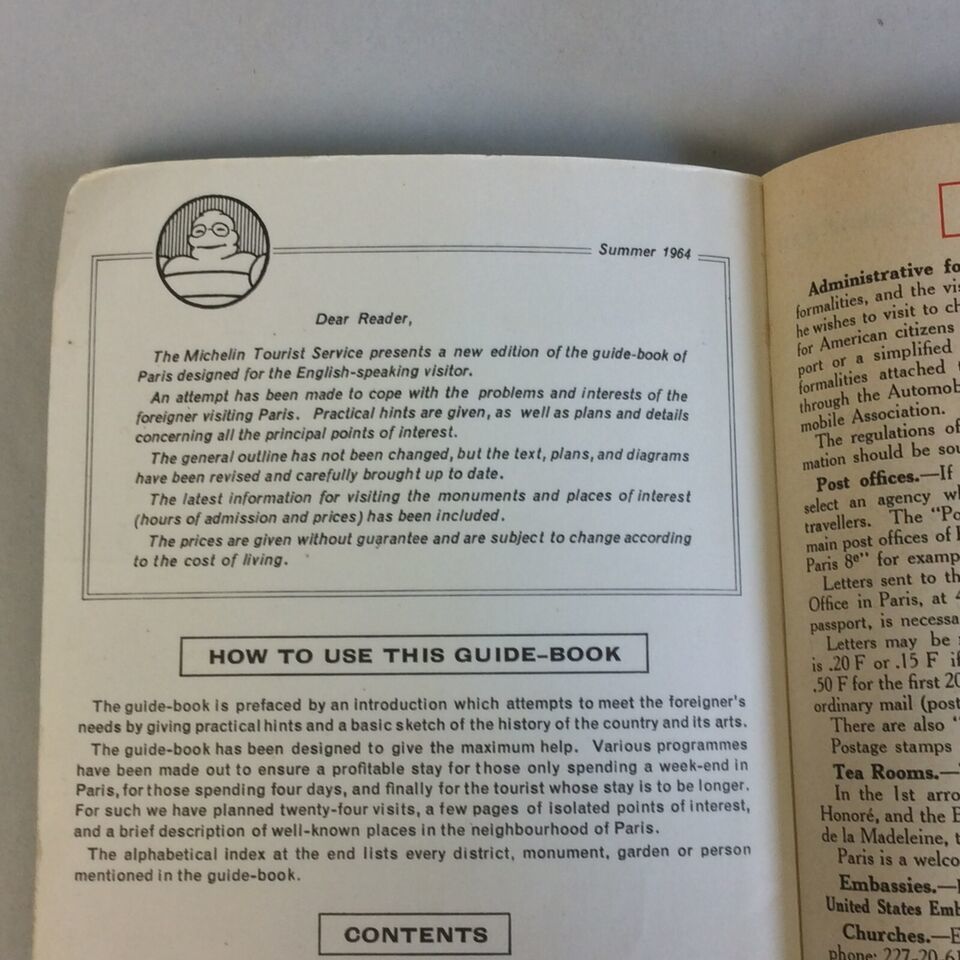 Summer 1964
Dear Reader,
The Michelin Tourist Service presents a new edition of the guide-book of
Paris designed for the English-speaking visitor.
An attempt has been made to cope with the problems and interests of the
foreigner visiting Paris. Practical hints are given, as well as plans and details
concerning all the principal points of interest.
The general outline has not been changed, but the text, plans, and diagrams
have been revised and carefully brought up to date.
The latest information for visiting the monuments and places of interest
(hours of admission and prices) has been included.
The prices are given without guarantee and are subject to change according
to the cost of living.
HOW TO USE THIS GUIDE-BOOK
The guide-book is prefaced by an introduction which attempts to meet the foreigner's
needs by giving practical hints and a basic sketch of the history of the country and its arts.
The guide-book has been designed to give the maximum help. Various programmes
have been made out to ensure a profitable stay for those only spending a week-end in
Paris, for those spending four days, and finally for the tourist whose stay is to be longer.
For such we have planned twenty-four visits, a few pages of isolated points of interest,
and a brief description of well-known places in the neighbourhood of Paris.
The alphabetical index at the end lists every district, monument, garden or person
mentioned in the guide-book.
CONTENTS
Administrative
formalities, and the
he wishes to visit to
for American citizens
port or a simplified
formalities attached
through the
mobile Association.
The regulations of
mation should be
Post offices.—If
select an agency
travellers. The
main post offices of
Paris 8e" for
Letters sent to
Office in Paris, at
passport, is
Letters may be
is .20 F or .15 F
.50 F for the first
ordinary mail
There are also
Postage stamps
Tea Rooms.—
In the 1st
Honoré, and the
de la Madeleine,
Paris is a
Embassies.—
United States
Churches.—
phone: 227-20-61